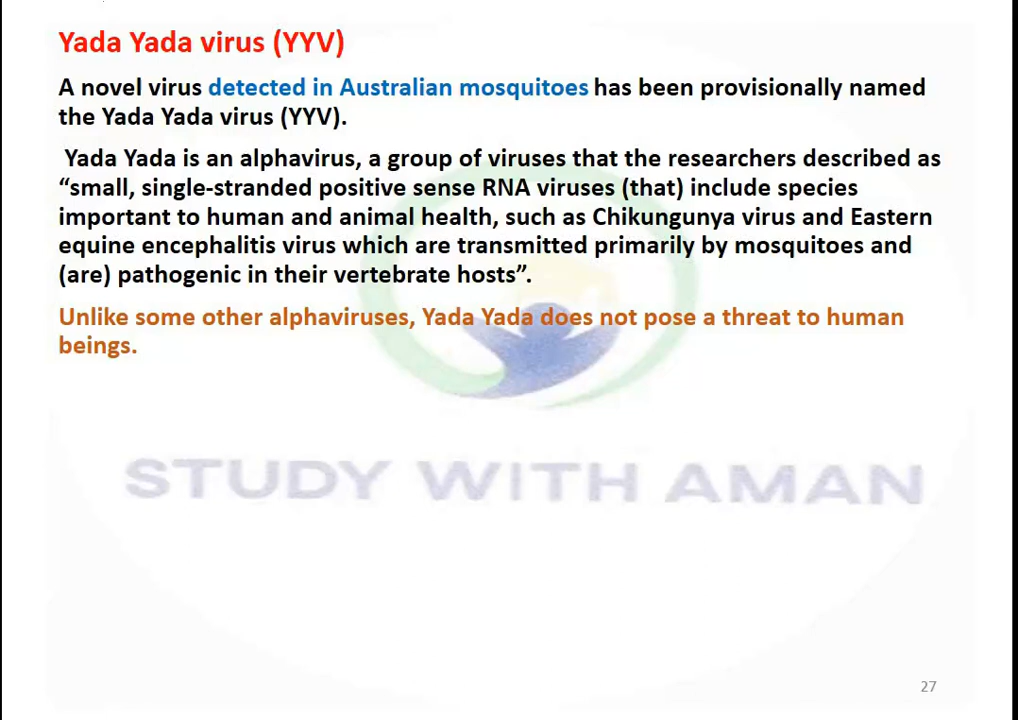 Yada Yada virus (YYV)
A novel virus detected in Australian mosquitoes has been provisionally named
the Yada Yada virus (YYV).
Yada Yada is an alphavirus, a group of viruses that the researchers described as
“small, single-stranded positive sense RNA viruses (that) include species
important to human and animal health, such as Chikungunya virus and Eastern
equine encephalitis virus which are transmitted primarily by mosquitoes and
(are) pathogenic in their vertebrate hosts”.
Unlike some other alphaviruses, Yada Yada does not pose a threat to human
beings.
STUDY WITH AMAN
27